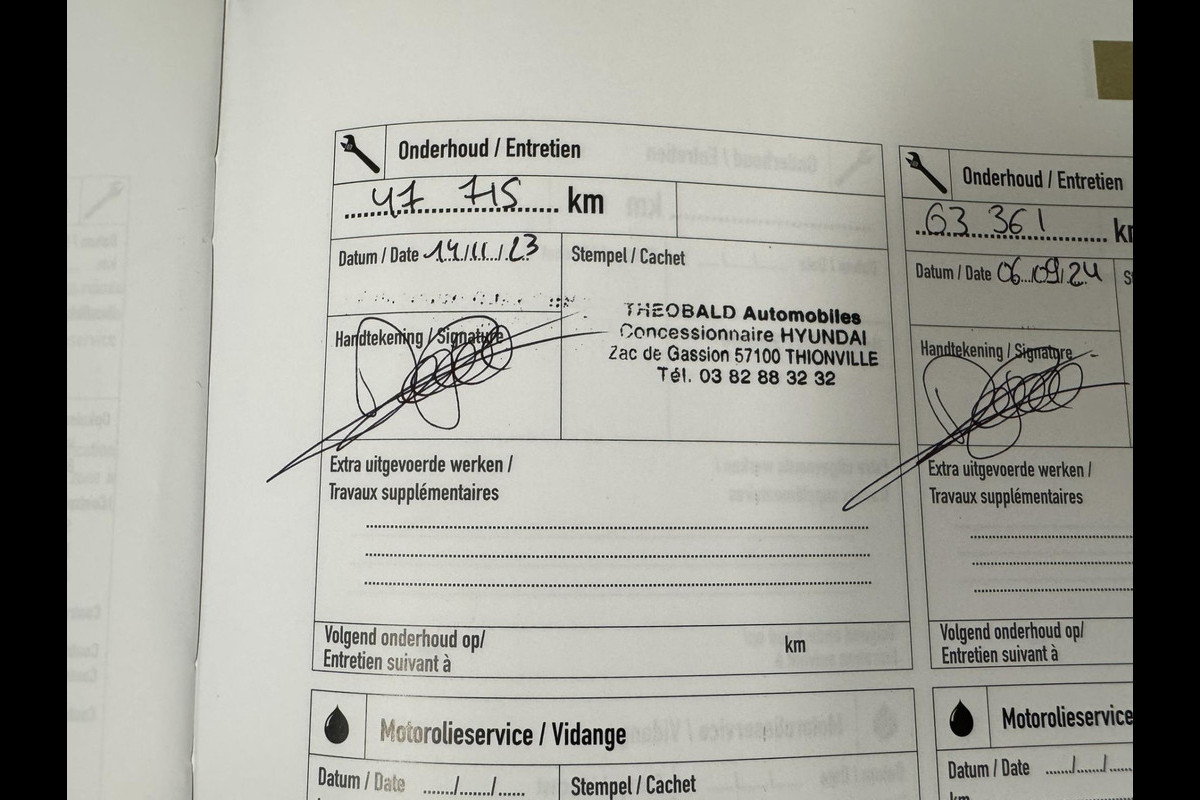 Onderhoud / Entretien
47 715 km
Datum / Date 14/11/23
Stempel / Cachet
THEOBALD Automobiles
Concessionnaire HYUNDAI
Zac de Gassion 57100 THIONVILLE
Tél. 03 82 88 32 32
Handtekening / Signature
Extra uitgevoerde werken /
Travaux supplémentaires
Volgend onderhoud op/
Entretien suivant à
km
Motorolieservice / Vidange
Datum / Date ....../....../......
Stempel / Cachet
Onderhoud / Entretien
63 361
Datum / Date 06/09/24
Handtekening / Signature
Extra uitgevoerde werken /
Travaux supplémentaires
Volgend onderhoud op/
Entretien suivant à
Motorolieservice
Datum / Date ....../....../
km